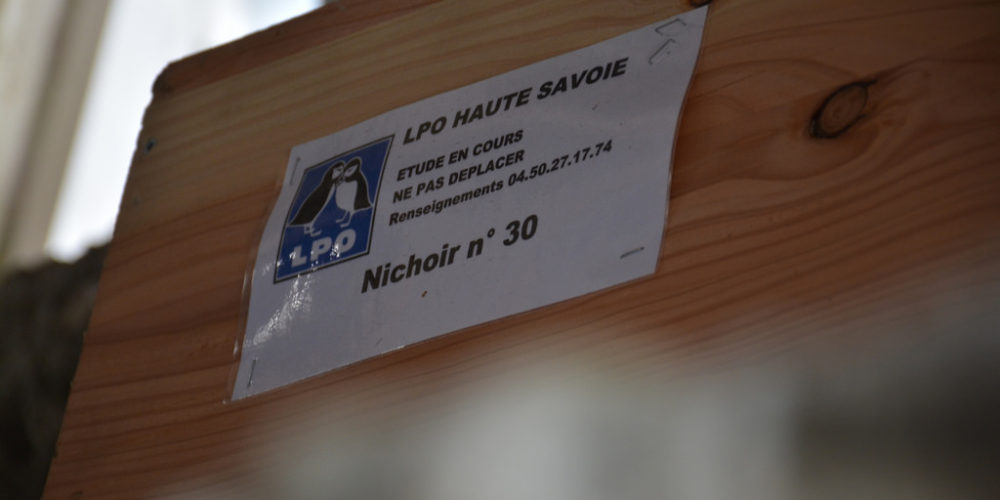 LPO HAUTE SAVOIE
ETUDE EN COURS
NE PAS DEPLACER
Renseignements 04.50.27.17.74
LPO
Nichoir n° 30